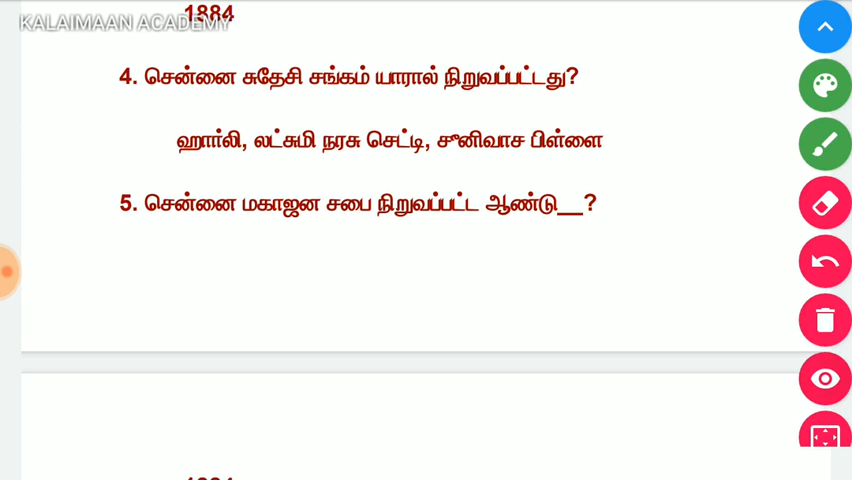 1884
KALAIMAAN ACADEMY
4. சென்னை சுதேசி சங்கம் யாரால் நிறுவப்பட்டது?
ஹார்லி, லட்சுமி நரசு செட்டி, சூனிவாச பிள்ளை
5. சென்னை மகாஜன சபை நிறுவப்பட்ட ஆண்டு__?